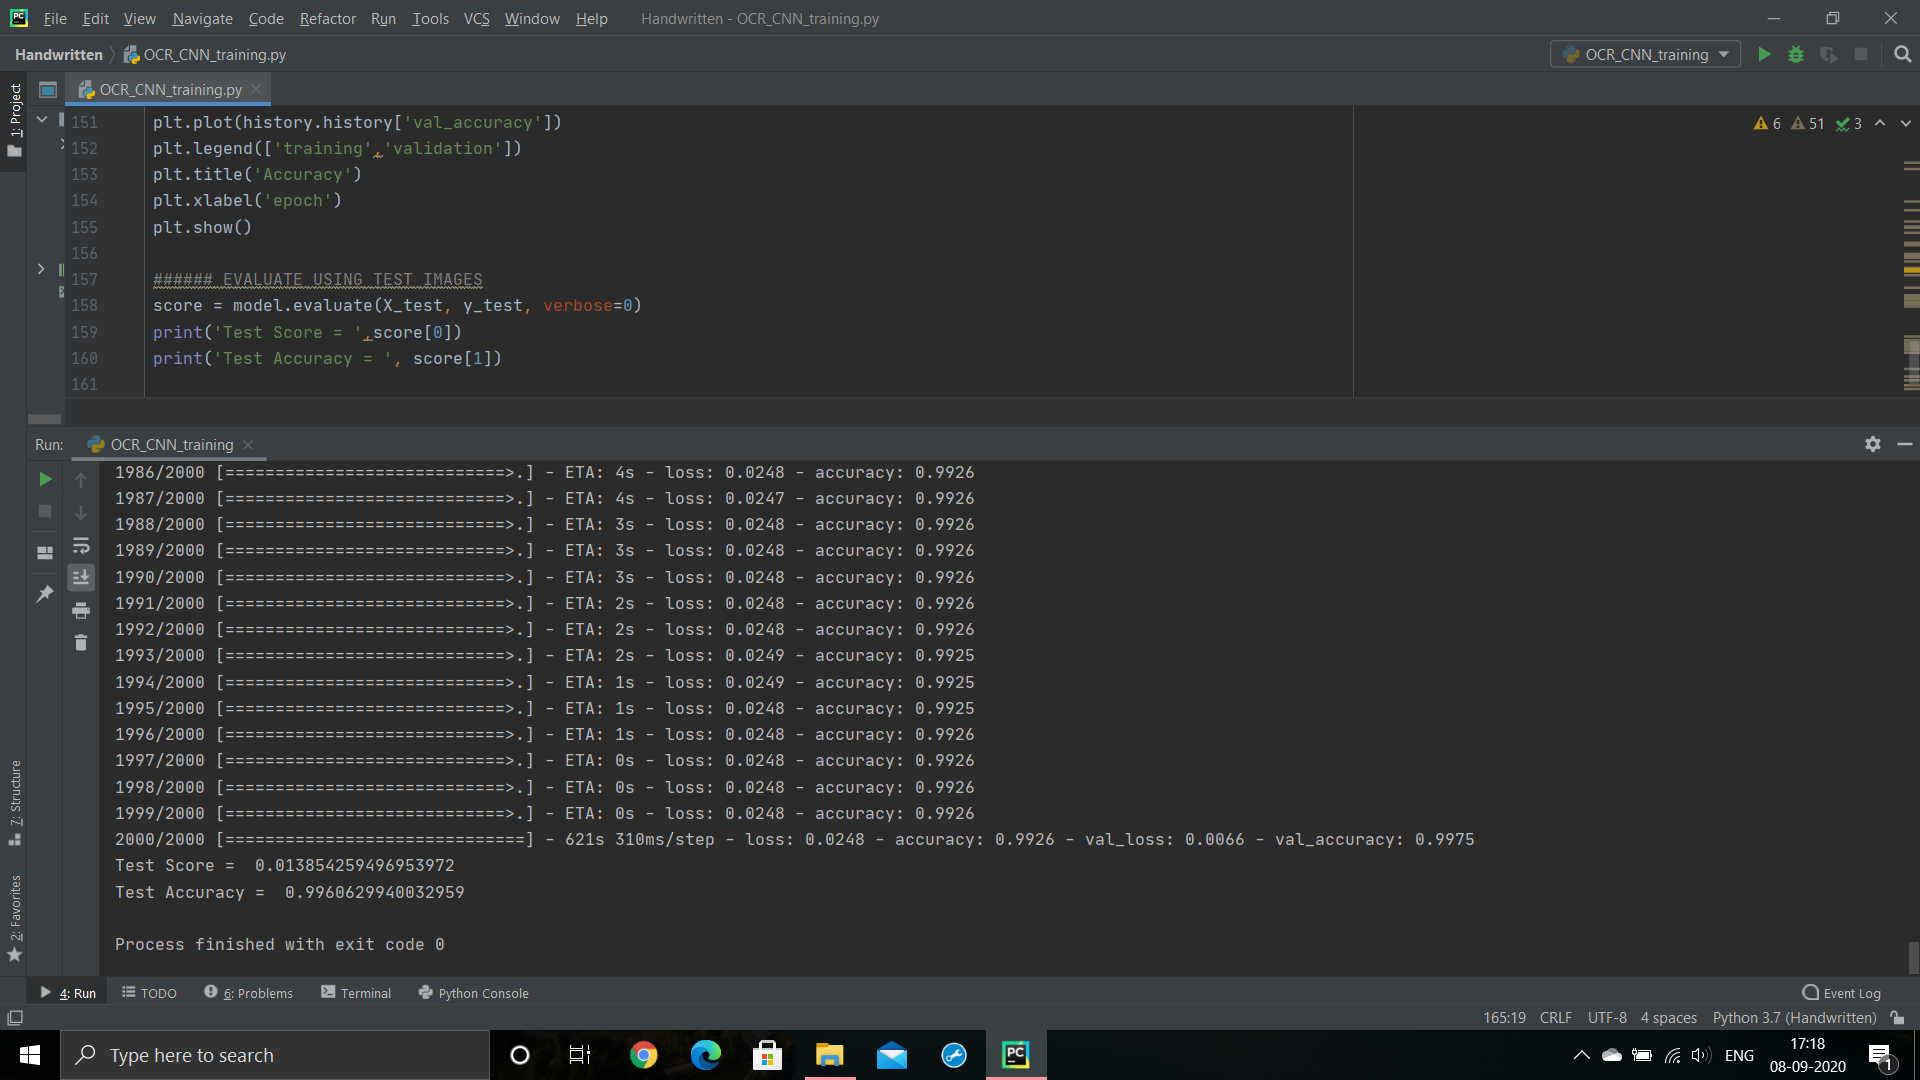 File Edit View Navigate Code Refactor Run Tools VCS Window Help Handwritten - OCR_CNN_training.py
Handwritten OCR_CNN_training.py OCR_CNN_training
1: Project
OCR_CNN_training.py
6 51 3
151 plt.plot(history.history['val_accuracy'])
152 plt.legend(['training','validation'])
153 plt.title('Accuracy')
154 plt.xlabel('epoch')
155 plt.show()
156
157 ###### EVALUATE USING TEST IMAGES
158 score = model.evaluate(X_test, y_test, verbose=0)
159 print('Test Score = ',score[0])
160 print('Test Accuracy = ', score[1])
161
Run: OCR_CNN_training
1986/2000 [============================>.] - ETA: 4s - loss: 0.0248 - accuracy: 0.9926
1987/2000 [============================>.] - ETA: 4s - loss: 0.0247 - accuracy: 0.9926
1988/2000 [============================>.] - ETA: 3s - loss: 0.0248 - accuracy: 0.9926
1989/2000 [============================>.] - ETA: 3s - loss: 0.0248 - accuracy: 0.9926
1990/2000 [============================>.] - ETA: 3s - loss: 0.0248 - accuracy: 0.9926
1991/2000 [============================>.] - ETA: 2s - loss: 0.0248 - accuracy: 0.9926
1992/2000 [============================>.] - ETA: 2s - loss: 0.0248 - accuracy: 0.9926
1993/2000 [============================>.] - ETA: 2s - loss: 0.0249 - accuracy: 0.9925
1994/2000 [============================>.] - ETA: 1s - loss: 0.0249 - accuracy: 0.9925
1995/2000 [============================>.] - ETA: 1s - loss: 0.0248 - accuracy: 0.9925
1996/2000 [============================>.] - ETA: 1s - loss: 0.0248 - accuracy: 0.9926
1997/2000 [============================>.] - ETA: 0s - loss: 0.0248 - accuracy: 0.9926
1998/2000 [============================>.] - ETA: 0s - loss: 0.0248 - accuracy: 0.9926
1999/2000 [============================>.] - ETA: 0s - loss: 0.0248 - accuracy: 0.9926
2000/2000 [==============================] - 621s 310ms/step - loss: 0.0248 - accuracy: 0.9926 - val_loss: 0.0066 - val_accuracy: 0.9975
Test Score =  0.013854259496953972
Test Accuracy =  0.9960629940032959
Process finished with exit code 0
7: Structure
2: Favorites
4: Run TODO 6: Problems Terminal Python Console Event Log
165:19 CRLF UTF-8 4 spaces Python 3.7 (Handwritten)
Type here to search
PC
ENG
17:18
08-09-2020
1